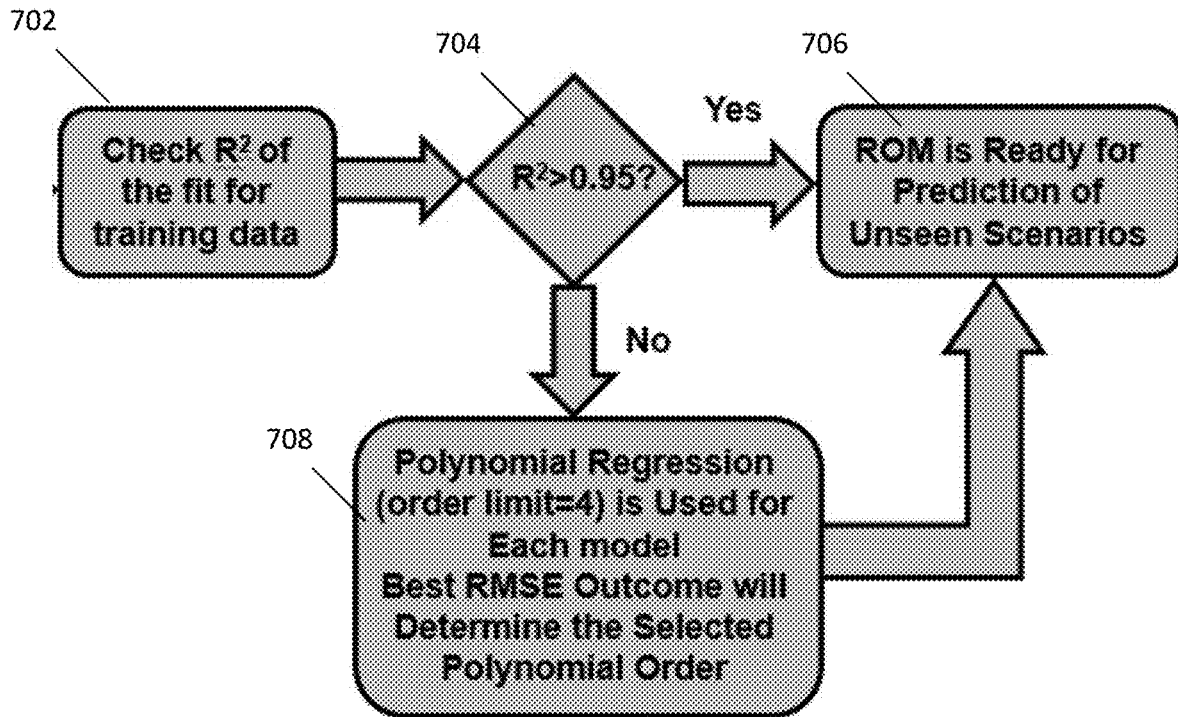 702
Check R² of
the fit for
training data
704
R²>0.95?
Yes
706
ROM is Ready for
Prediction of
Unseen Scenarios
No
708
Polynomial Regression
(order limit=4) is Used for
Each model
Best RMSE Outcome will
Determine the Selected
Polynomial Order